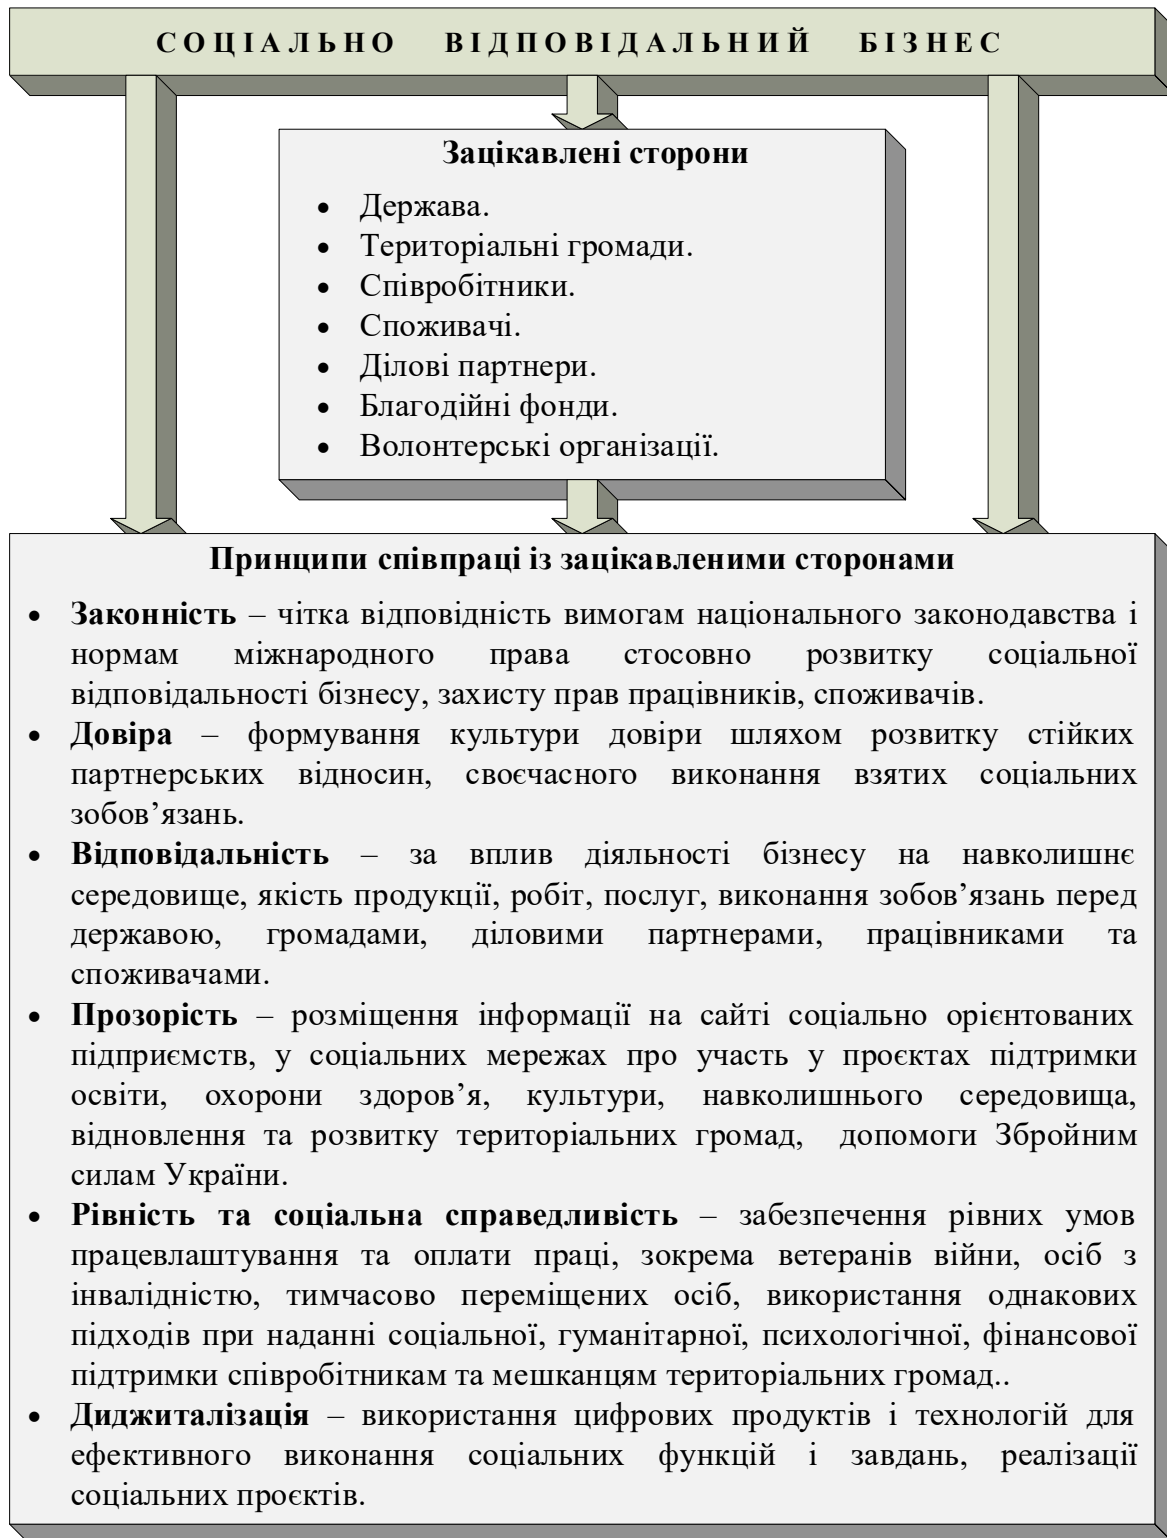 СОЦІАЛЬНО ВІДПОВІДАЛЬНИЙ БІЗНЕС
Зацікавлені сторони
• Держава.
• Територіальні громади.
• Співробітники.
• Споживачі.
• Ділові партнери.
• Благодійні фонди.
• Волонтерські організації.
Принципи співпраці із зацікавленими сторонами
• Законність – чітка відповідність вимогам національного законодавства і
нормам міжнародного права стосовно розвитку соціальної
відповідальності бізнесу, захисту прав працівників, споживачів.
• Довіра – формування культури довіри шляхом розвитку стійких
партнерських відносин, своєчасного виконання взятих соціальних
зобов’язань.
• Відповідальність – за вплив діяльності бізнесу на навколишнє
середовище, якість продукції, робіт, послуг, виконання зобов’язань перед
державою, громадами, діловими партнерами, працівниками та
споживачами.
• Прозорість – розміщення інформації на сайті соціально орієнтованих
підприємств, у соціальних мережах про участь у проєктах підтримки
освіти, охорони здоров’я, культури, навколишнього середовища,
відновлення та розвитку територіальних громад, допомоги Збройним
силам України.
• Рівність та соціальна справедливість – забезпечення рівних умов
працевлаштування та оплати праці, зокрема ветеранів війни, осіб з
інвалідністю, тимчасово переміщених осіб, використання однакових
підходів при наданні соціальної, гуманітарної, психологічної, фінансової
підтримки співробітникам та мешканцям територіальних громад..
• Диджиталізація – використання цифрових продуктів і технологій для
ефективного виконання соціальних функцій і завдань, реалізації
соціальних проєктів.